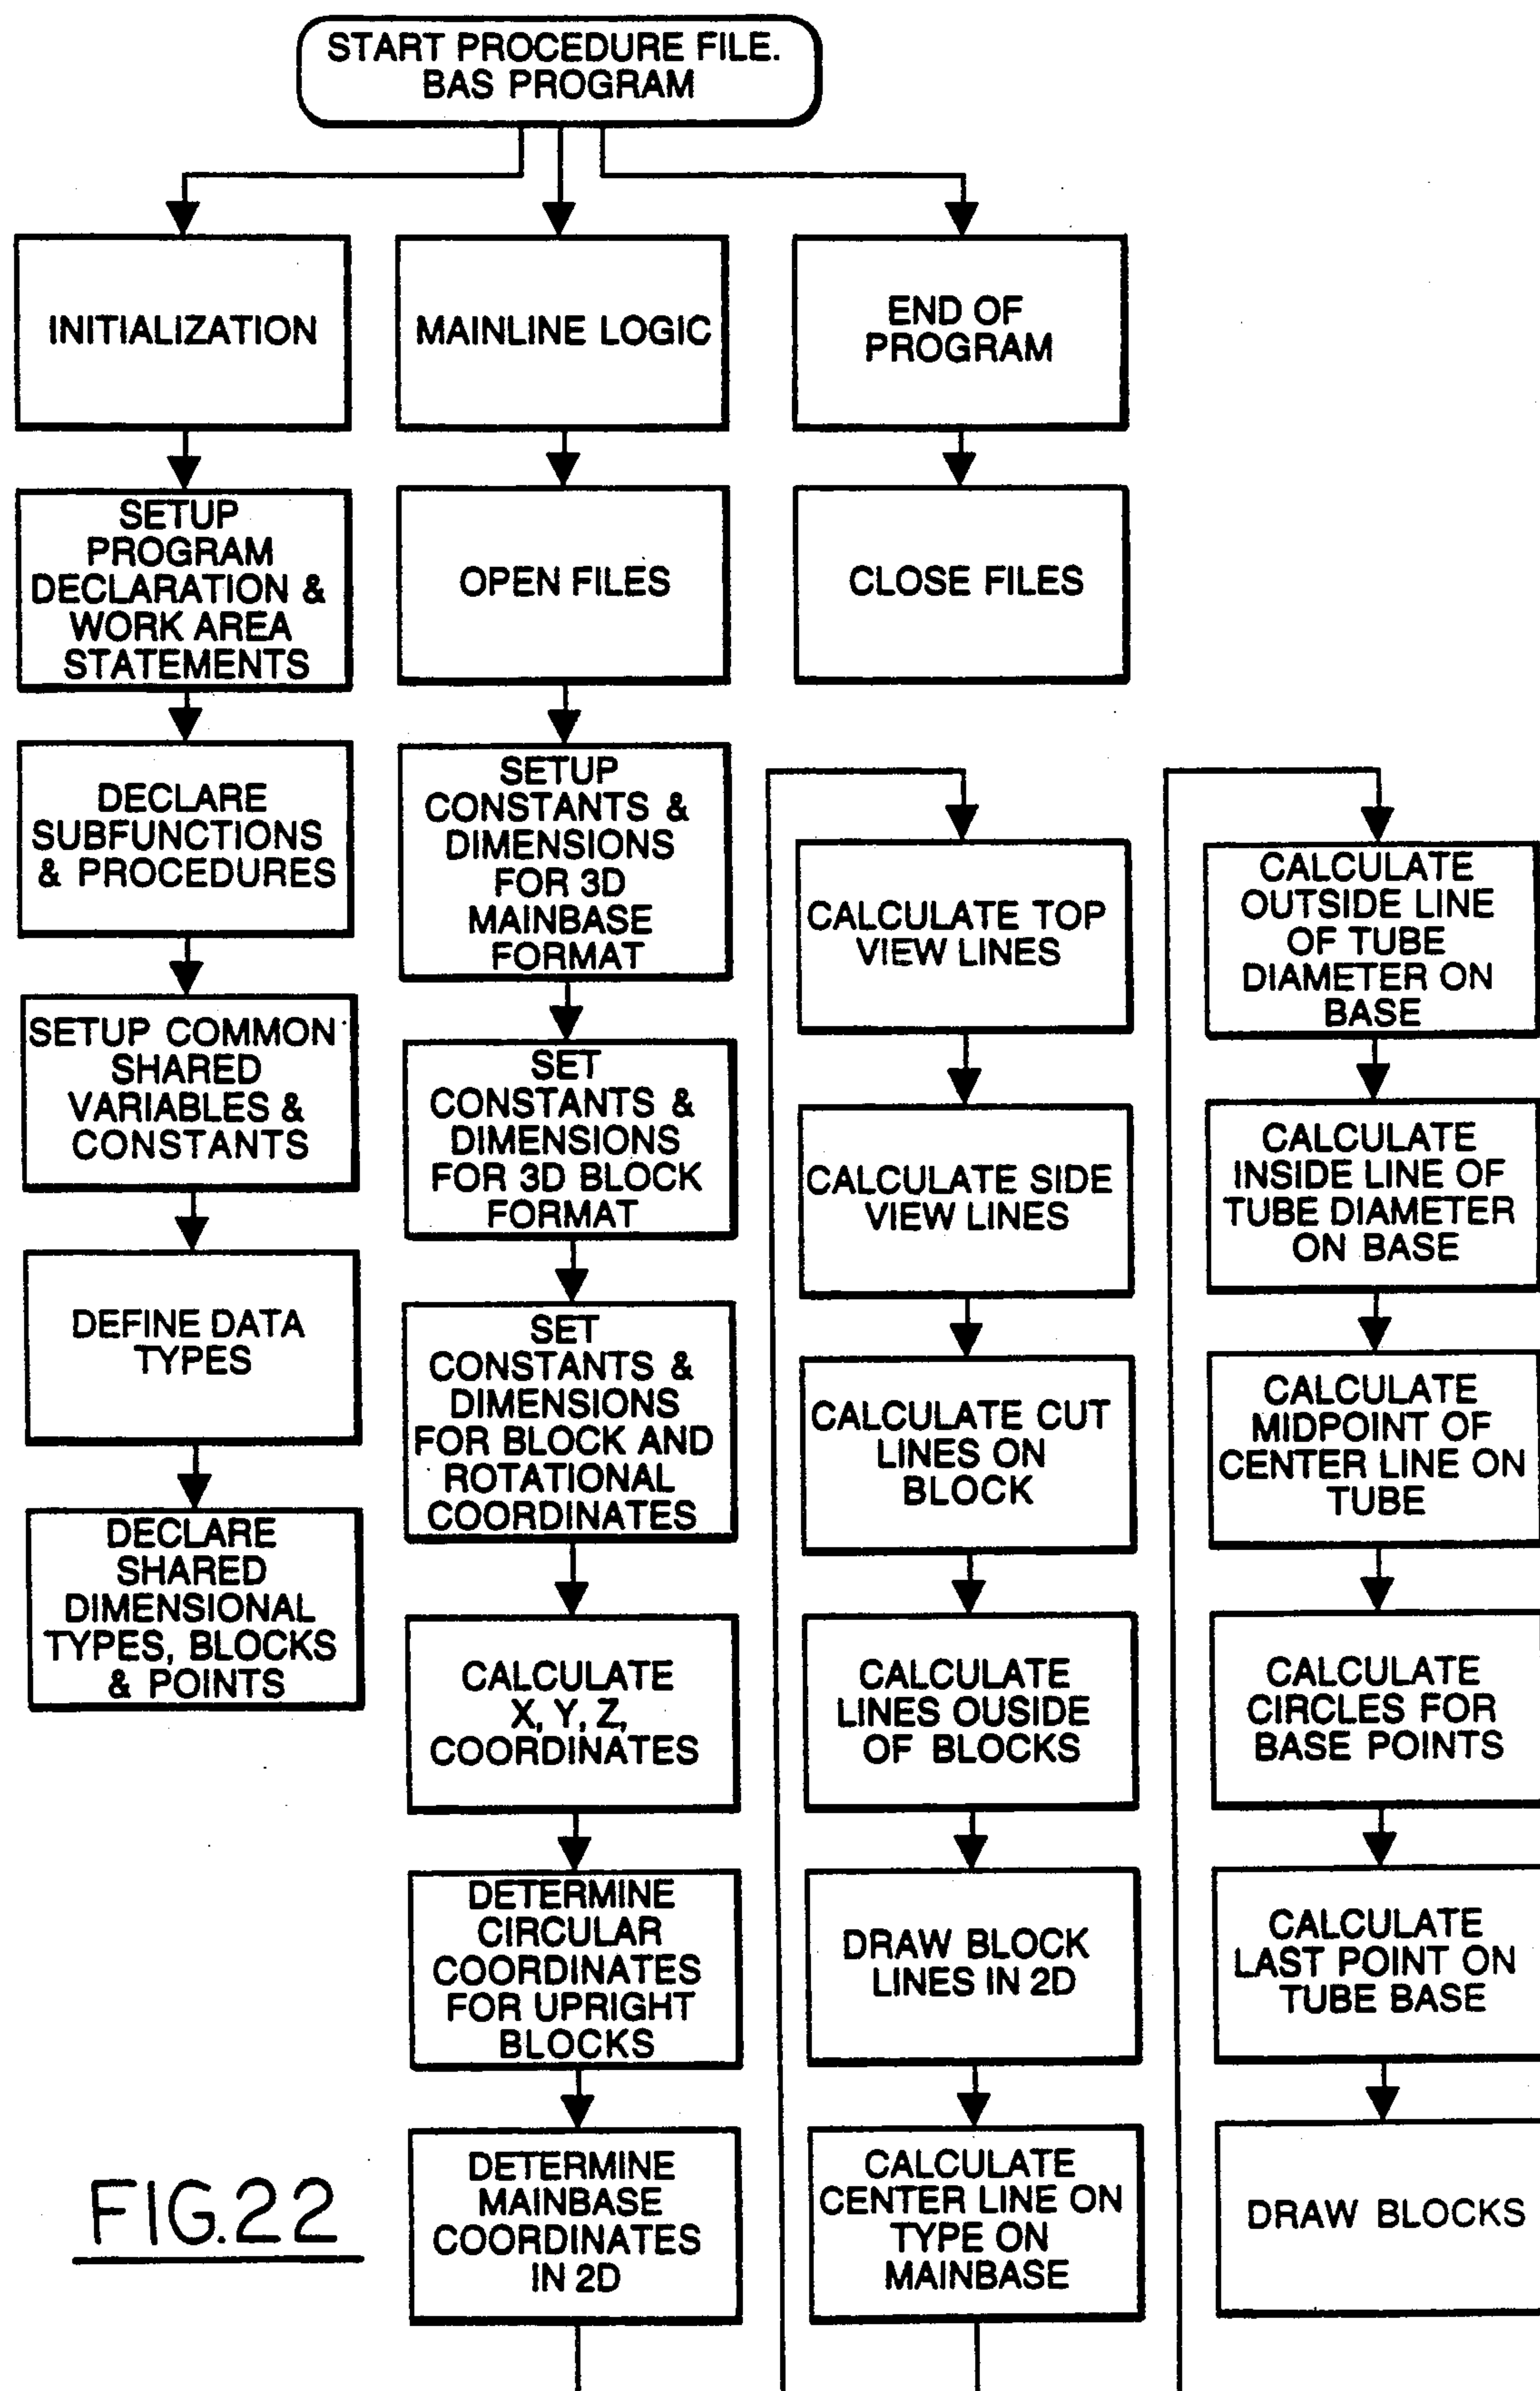 START PROCEDURE FILE.
BAS PROGRAM
INITIALIZATION
SETUP
PROGRAM
DECLARATION &
WORK AREA
STATEMENTS
DECLARE
SUBFUNCTIONS
& PROCEDURES
SETUP COMMON
SHARED
VARIABLES &
CONSTANTS
DEFINE DATA
TYPES
DECLARE
SHARED
DIMENSIONAL
TYPES, BLOCKS
& POINTS
MAINLINE LOGIC
OPEN FILES
SETUP
CONSTANTS &
DIMENSIONS
FOR 3D
MAINBASE
FORMAT
SET
CONSTANTS &
DIMENSIONS
FOR 3D BLOCK
FORMAT
SET
CONSTANTS &
DIMENSIONS
FOR BLOCK AND
ROTATIONAL
COORDINATES
CALCULATE
X, Y, Z,
COORDINATES
DETERMINE
CIRCULAR
COORDINATES
FOR UPRIGHT
BLOCKS
DETERMINE
MAINBASE
COORDINATES
IN 2D
END OF
PROGRAM
CLOSE FILES
CALCULATE TOP
VIEW LINES
CALCULATE SIDE
VIEW LINES
CALCULATE CUT
LINES ON
BLOCK
CALCULATE
LINES OUSIDE
OF BLOCKS
DRAW BLOCK
LINES IN 2D
CALCULATE
CENTER LINE ON
TYPE ON
MAINBASE
CALCULATE
OUTSIDE LINE
OF TUBE
DIAMETER ON
BASE
CALCULATE
INSIDE LINE OF
TUBE DIAMETER
ON BASE
CALCULATE
MIDPOINT OF
CENTER LINE ON
TUBE
CALCULATE
CIRCLES FOR
BASE POINTS
CALCULATE
LAST POINT ON
TUBE BASE
DRAW BLOCKS
FIG.22